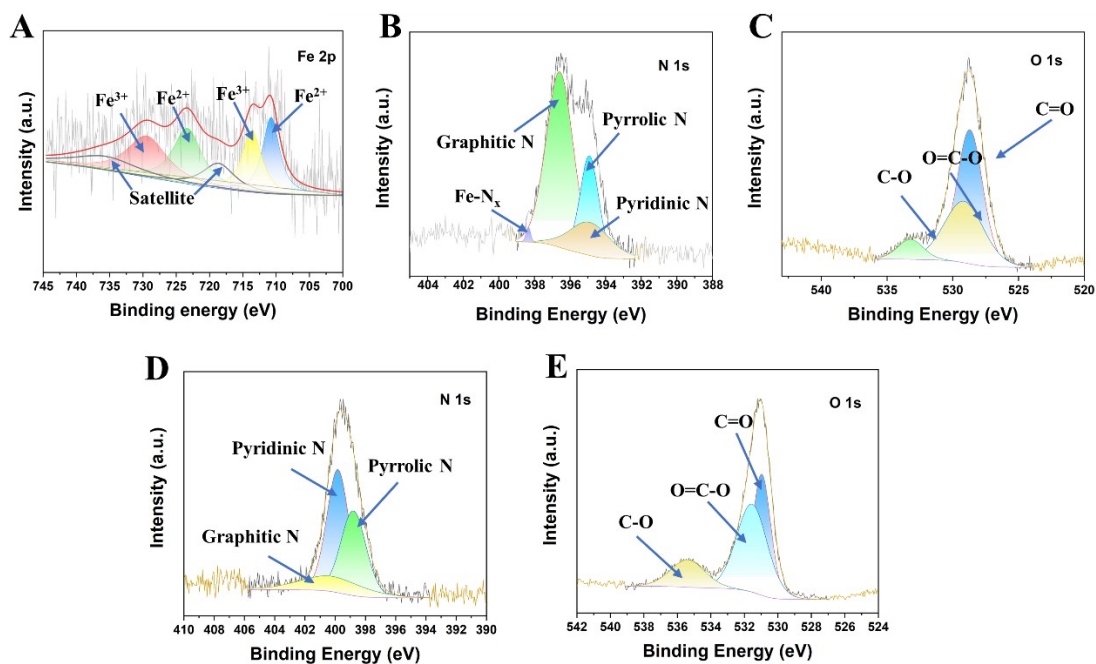 A
Fe 2p
Fe3+
Fe2+
Fe3+
Fe2+
Satellite
Intensity (a.u.)
745 740 735 730 725 720 715 710 705 700
Binding energy (eV)
B
N 1s
Graphitic N
Pyrrolic N
Fe-Nx
Pyridinic N
Intensity (a.u.)
404 402 400 398 396 394 392 390 388
Binding Energy (eV)
C
O 1s
C=O
O=C-O
C-O
Intensity (a.u.)
540 535 530 525 520
Binding Energy (eV)
D
N 1s
Pyridinic N
Pyrrolic N
Graphitic N
Intensity (a.u.)
410 408 406 404 402 400 398 396 394 392 390
Binding Energy (eV)
E
O 1s
C=O
O=C-O
C-O
Intensity (a.u.)
542 540 538 536 534 532 530 528 526 524
Binding Energy (eV)